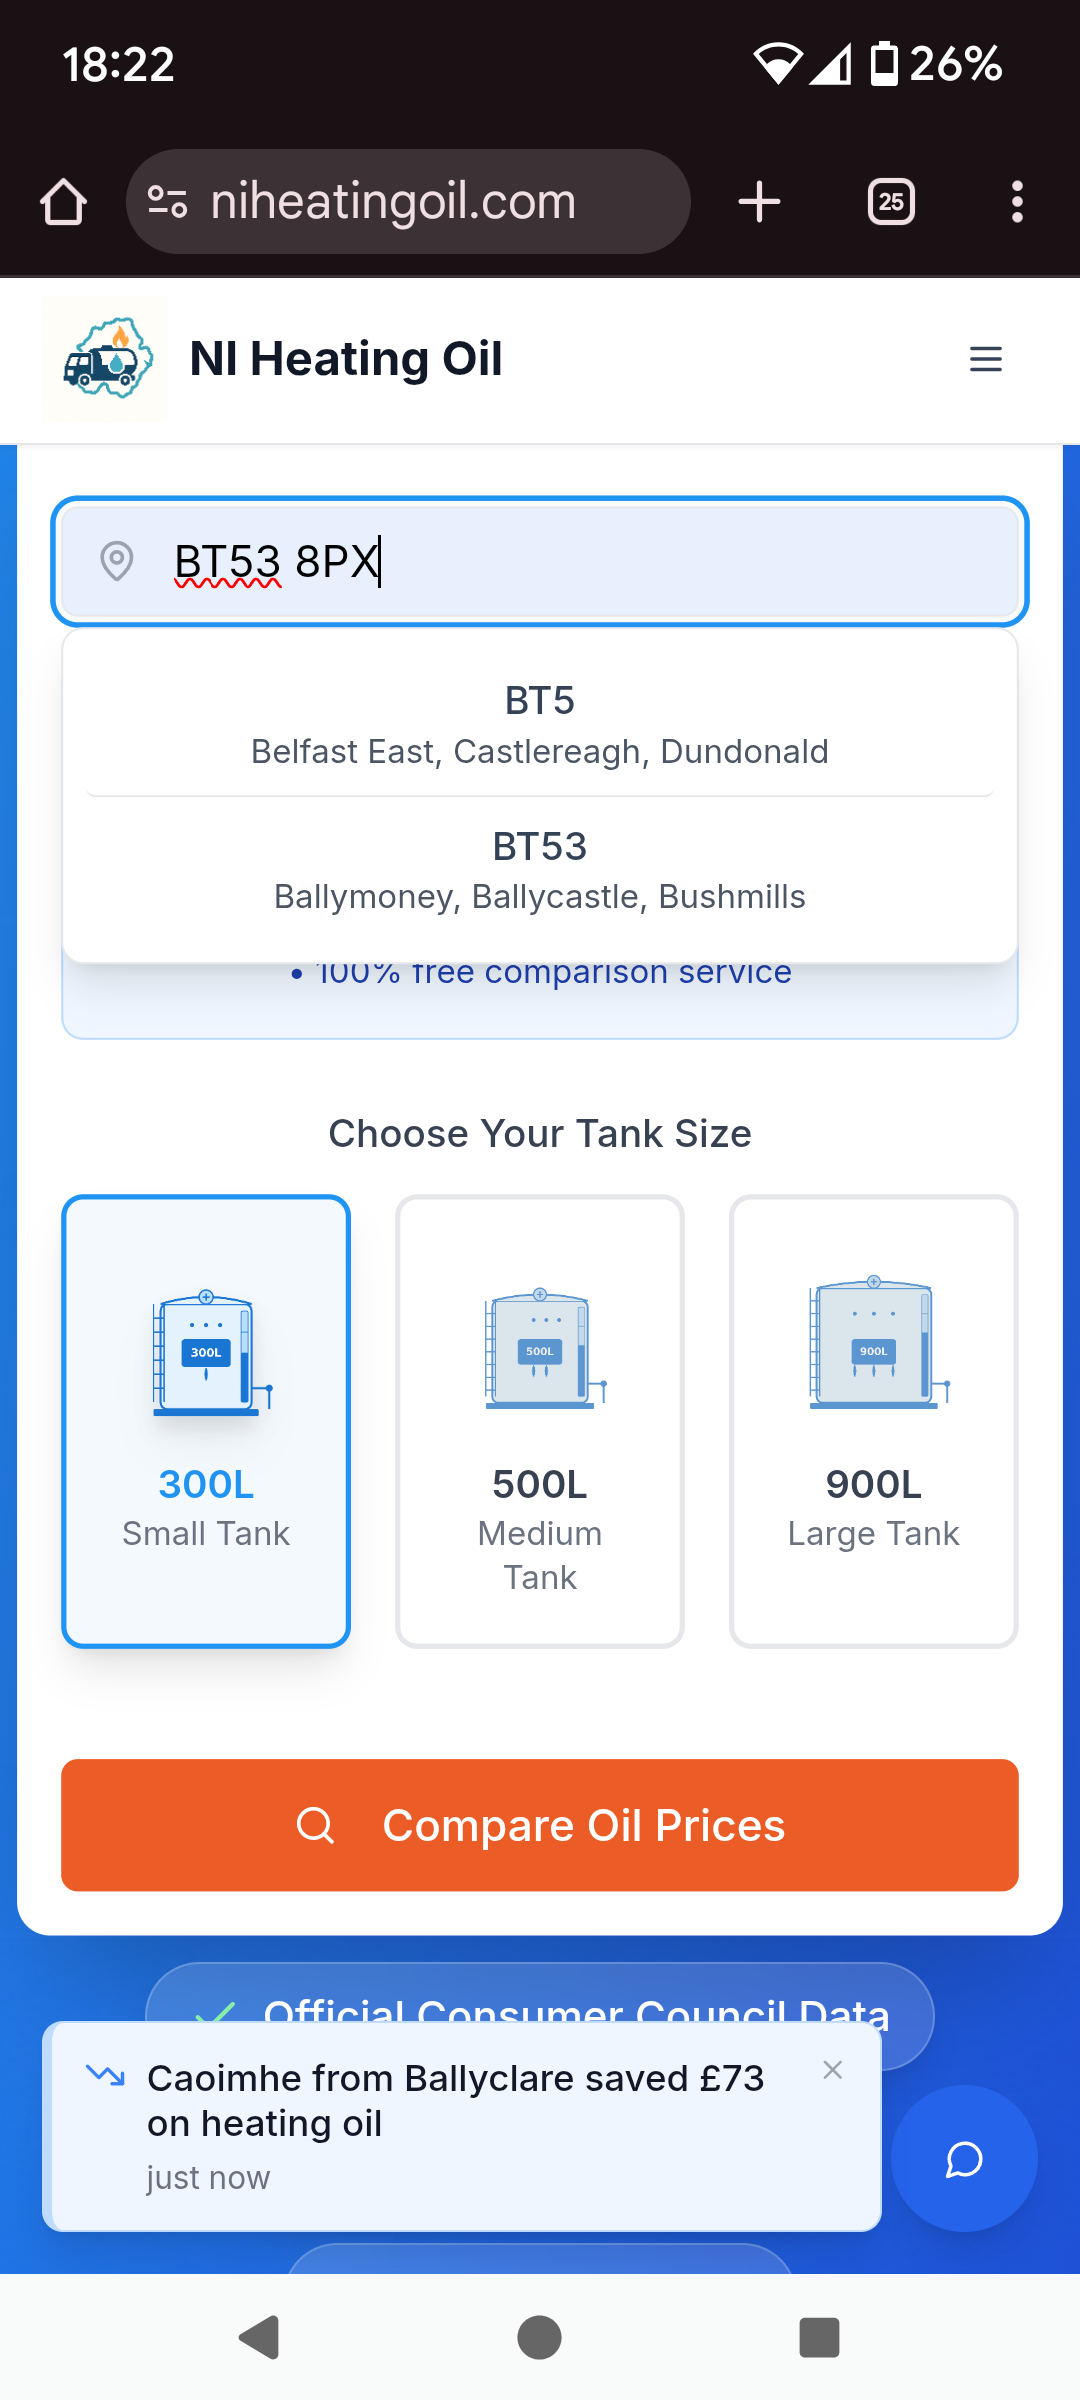 18:22
26%
niheatingoil.com
25
NI Heating Oil
BT53 8PX
BT5
Belfast East, Castlereagh, Dundonald
BT53
Ballymoney, Ballycastle, Bushmills
• 100% free comparison service
Choose Your Tank Size
300L
500L
900L
300L
Small Tank
500L
Medium
Tank
900L
Large Tank
Compare Oil Prices
Official Consumer Council Data
Caoimhe from Ballyclare saved £73
on heating oil
just now